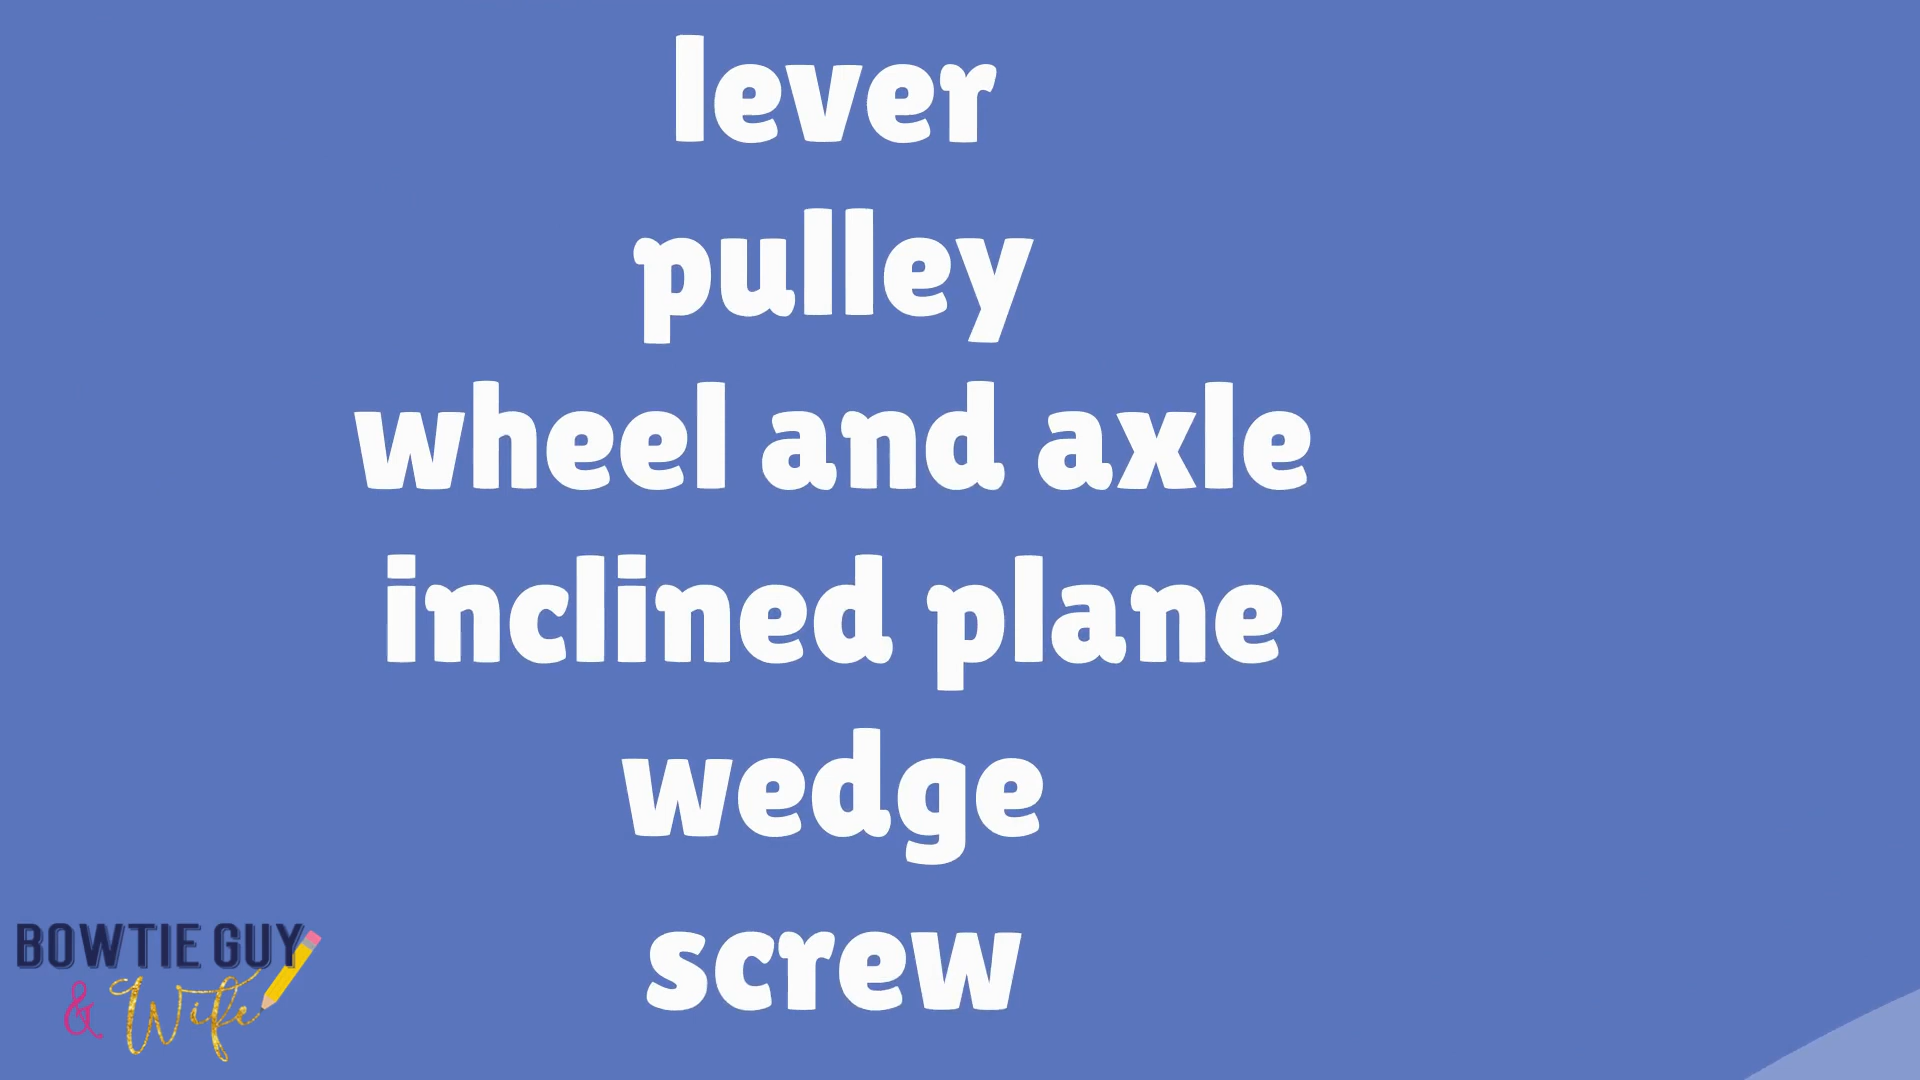 lever
pulley
wheel and axle
inclined plane
wedge
screw
BOWTIE GUY
& Wife